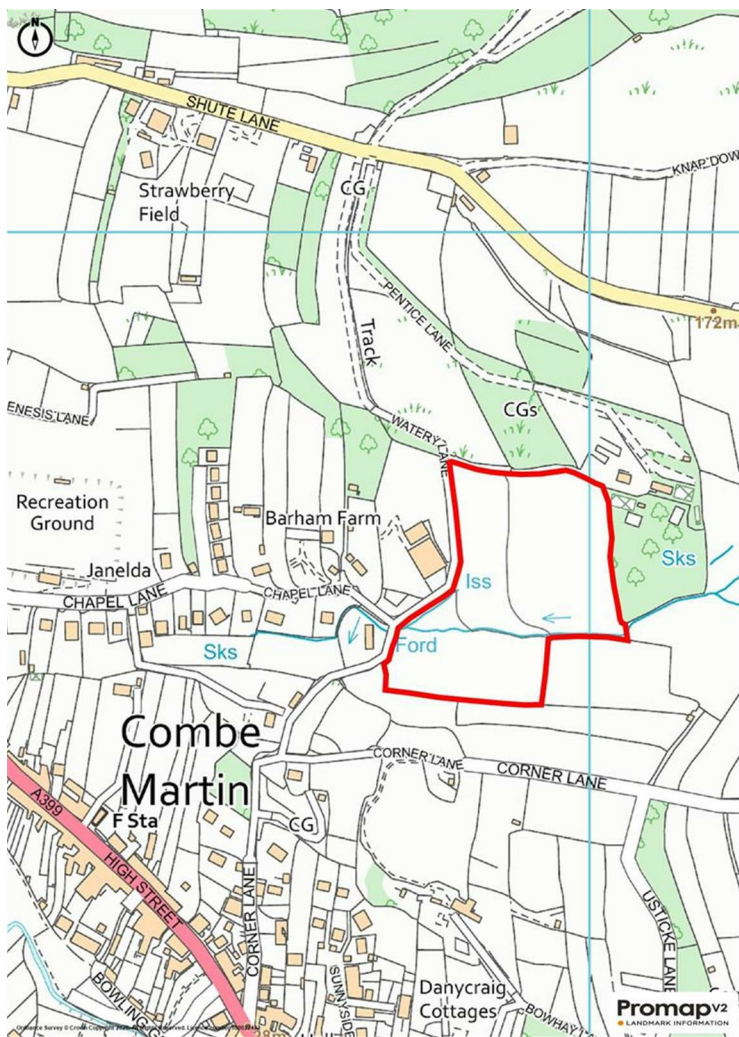 N
SHUTE LANE
KNAP DOW
Strawberry
Field
CG
PENTICE LANE
172m
Track
CGs
ENESIS LANE
WATERY LANE
Recreation
Ground
Barham Farm
Janelda
Iss
Sks
CHAPEL LANE
CHAPEL LANE
Sks
Ford
Combe
Martin
CORNER LANE
CORNER LANE
A399
F Sta
CG
HIGH STREET
CORNER LANE
USTICKE LANE
SUNNYSIDE
Danycraig
Cottages
BOWLING G
BOWHAY LA
Promap V2
LANDMARK INFORMATION